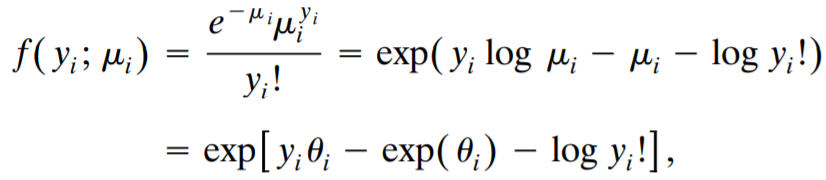 f(y_i; μ_i) = \frac{e^{-μ_i} μ_i^{y_i}}{y_i!} = exp(y_i log μ_i − μ_i − log y_i!)
= exp[y_i θ_i − exp(θ_i) − log y_i!],